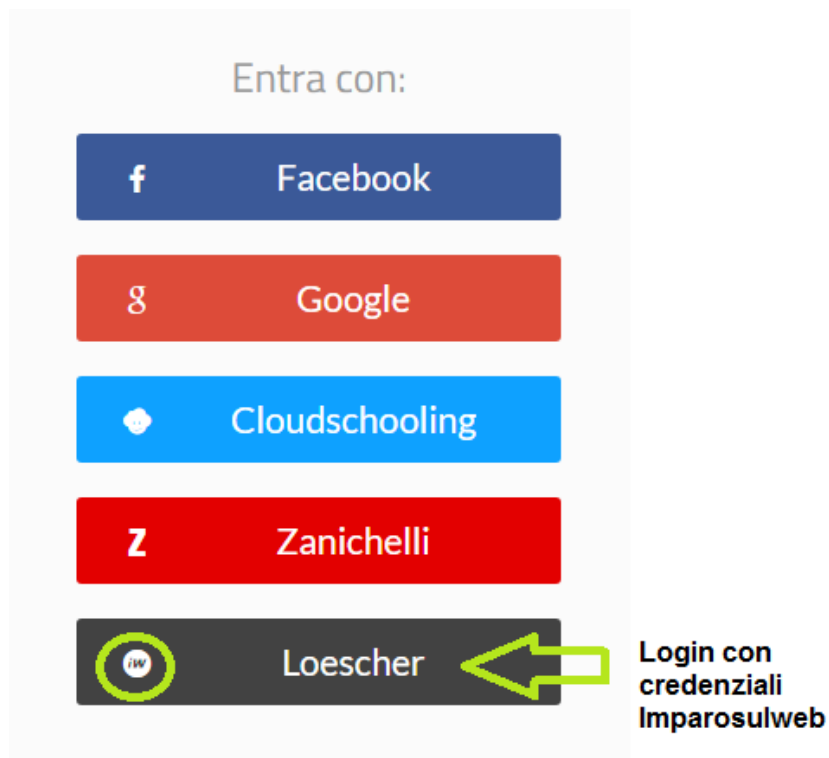 Entra con:
f Facebook
g Google
Cloudschooling
Z Zanichelli
iw Loescher
Login con
credenziali
Imparosulweb